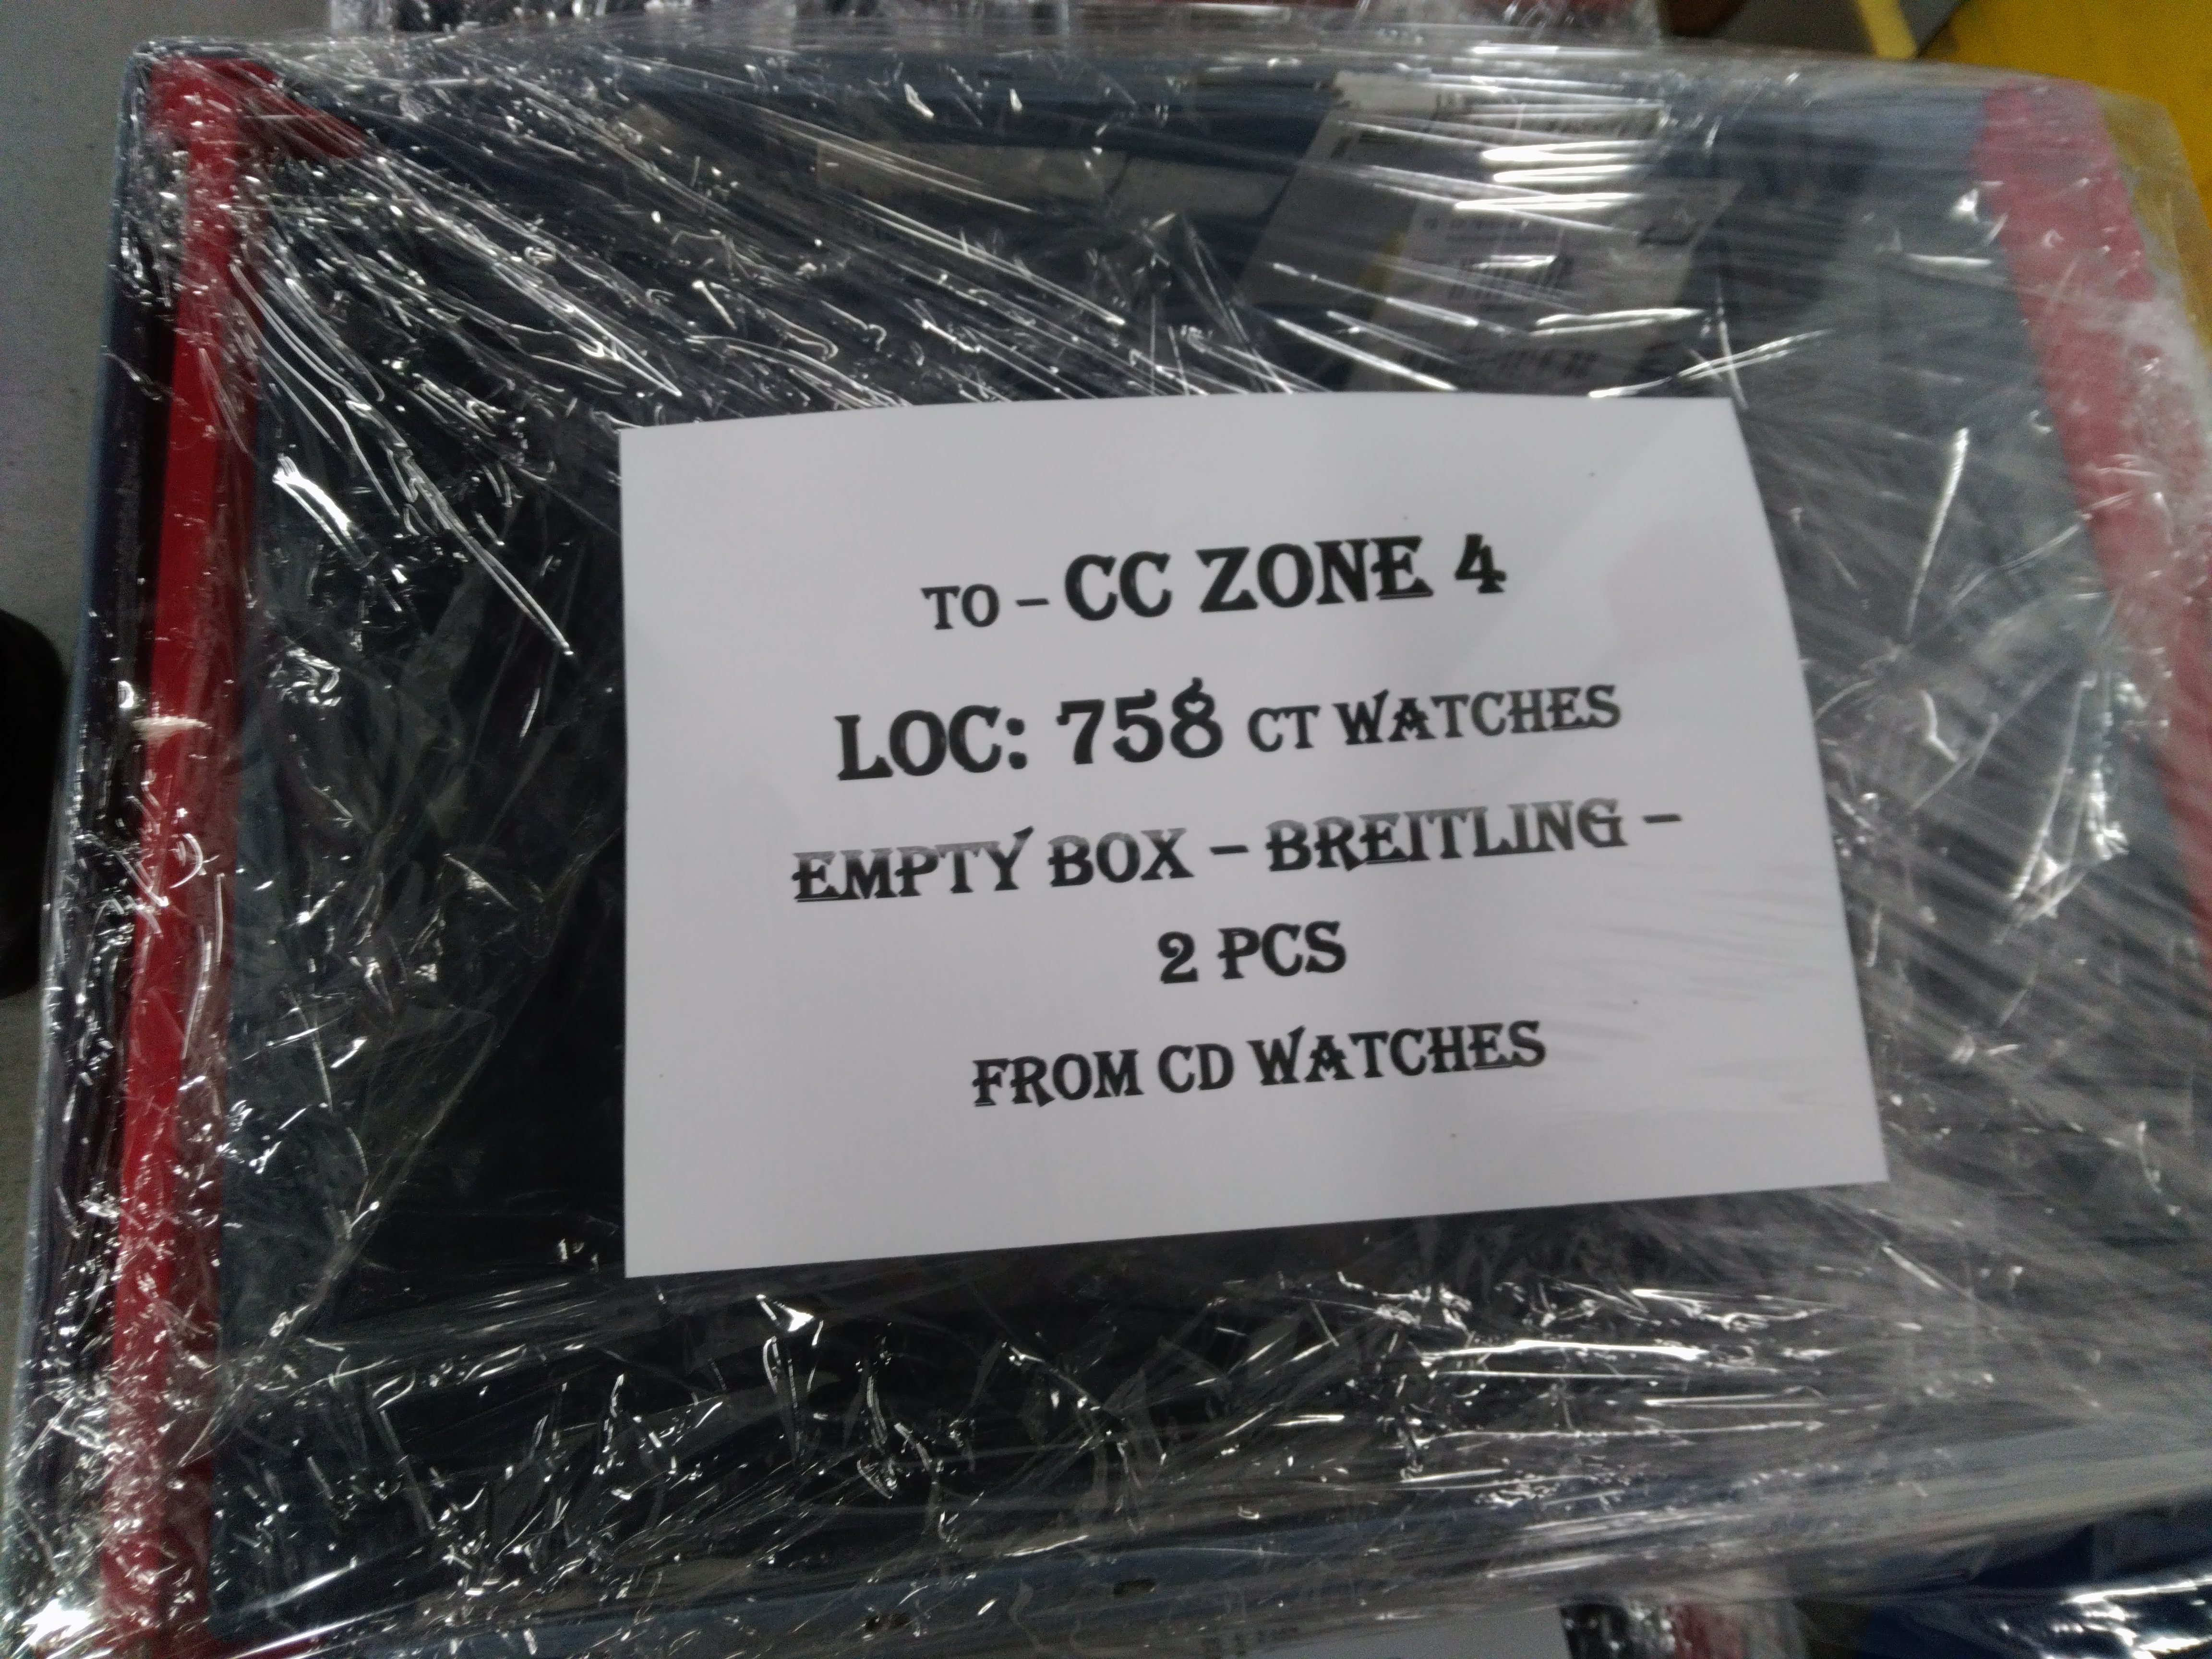 TO – CC ZONE 4
LOC: 758 CT WATCHES
EMPTY BOX – BREITLING –
2 PCS
FROM CD WATCHES